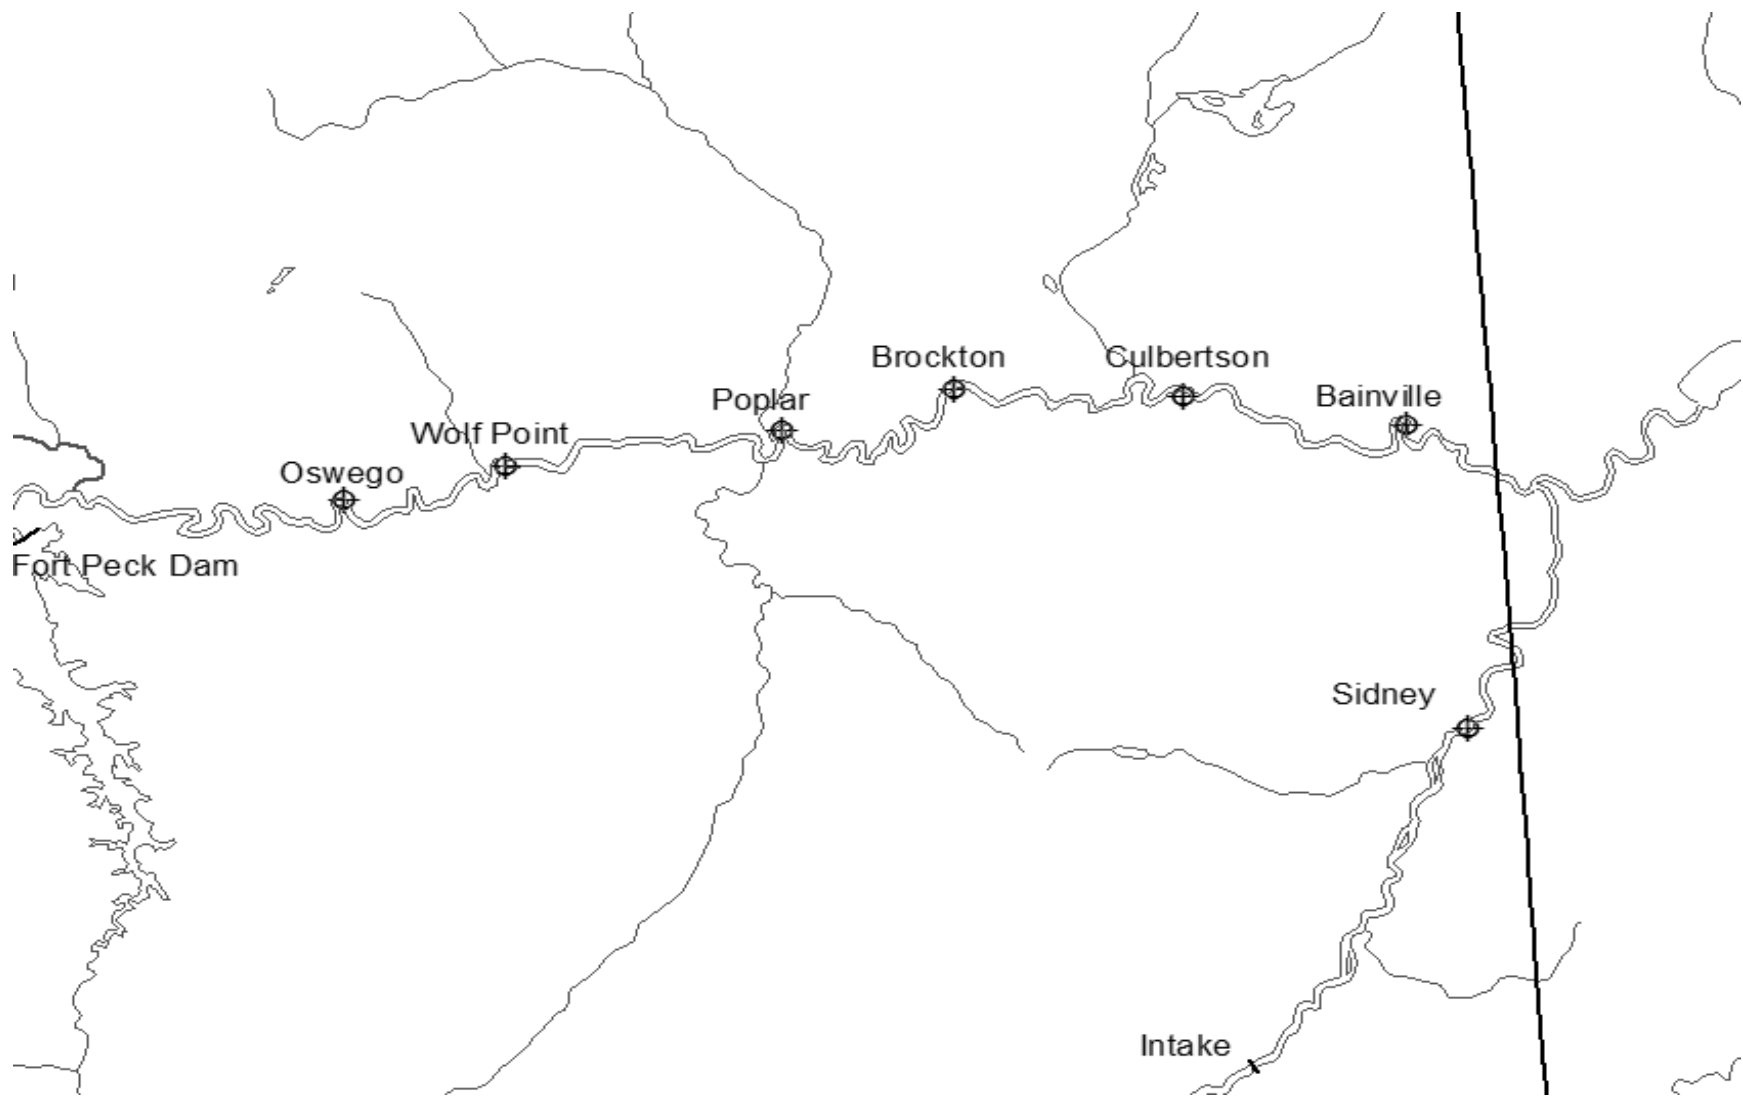 Brockton
Culbertson
Poplar
Bainville
Wolf Point
Oswego
Fort Peck Dam
Sidney
Intake